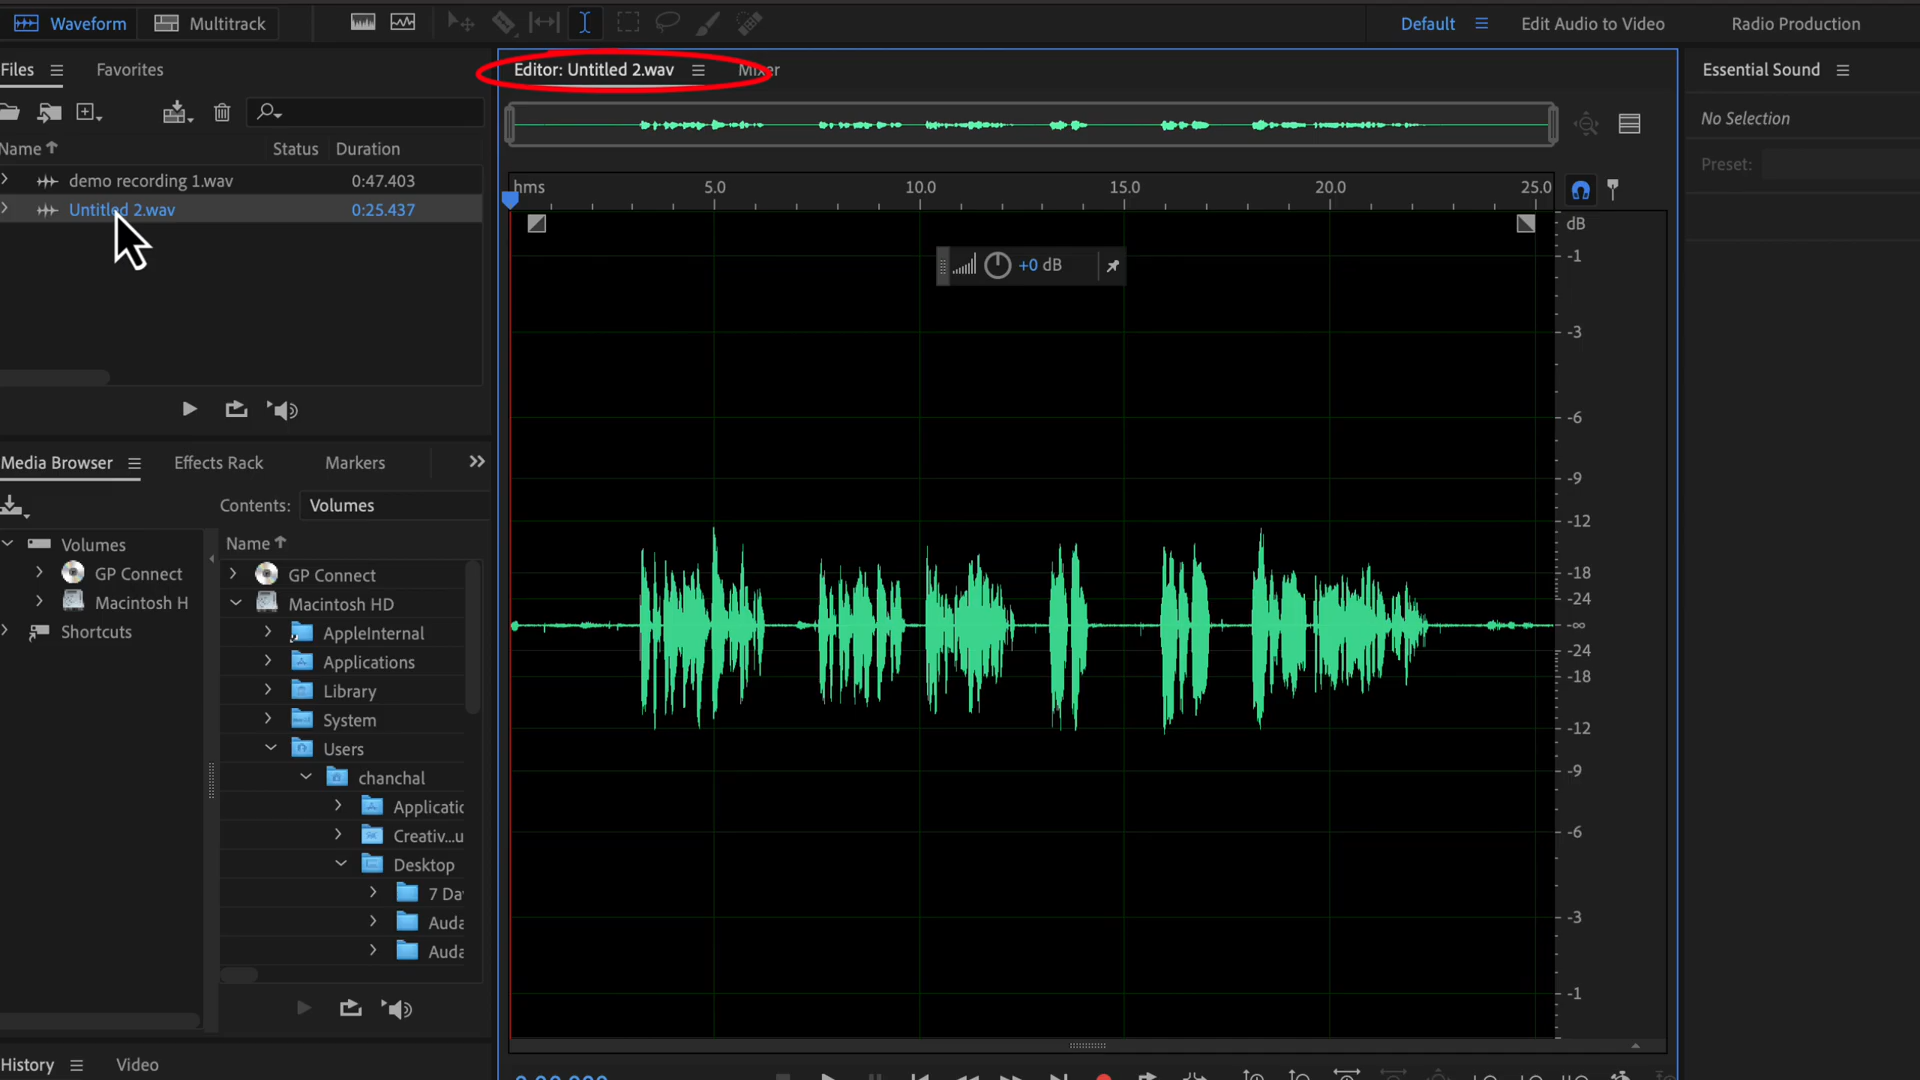 Waveform Multitrack Default Edit Audio to Video Radio Production
Files Favorites
Editor: Untitled 2.wav Mixer
Essential Sound
No Selection
Preset:
Name Status Duration
demo recording 1.wav 0:47.403
Untitled 2.wav 0:25.437
hms 5.0 10.0 15.0 20.0 25.0
dB
+0 dB
-1
-3
-6
-9
-12
-18
-24
-∞
-24
-18
-12
-9
-6
-3
-1
Media Browser Effects Rack Markers
Contents: Volumes
Volumes
GP Connect
Macintosh H
Shortcuts
Name
GP Connect
Macintosh HD
AppleInternal
Applications
Library
System
Users
chanchal
Applicatic
Creativ...u
Desktop
7 Da
Auda
Auda
History Video